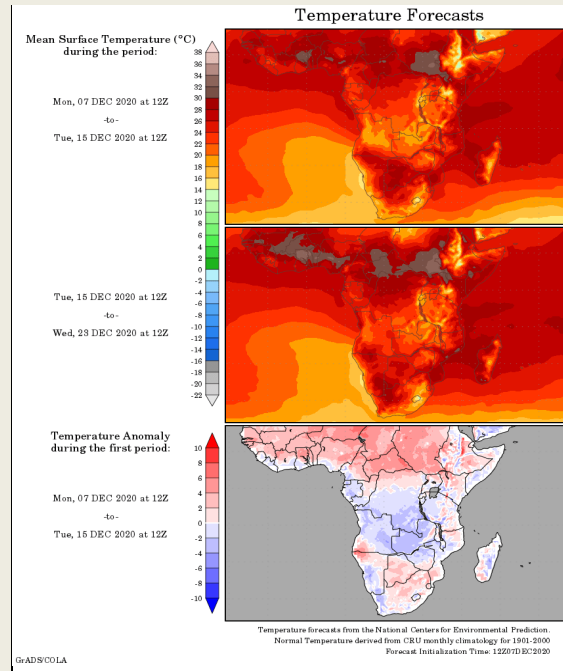 Temperature Forecasts
Mean Surface Temperature (°C)
during the period:
Mon, 07 DEC 2020 at 12Z
-to-
Tue, 15 DEC 2020 at 12Z
38
36
34
32
30
28
26
24
22
20
18
16
14
12
10
8
6
4
2
0
-2
-4
-6
-8
-10
-12
-14
-16
-18
-20
-22
Tue, 15 DEC 2020 at 12Z
-to-
Wed, 23 DEC 2020 at 12Z
Temperature Anomaly
during the first period:
Mon, 07 DEC 2020 at 12Z
-to-
Tue, 15 DEC 2020 at 12Z
10
8
6
4
2
0
-2
-4
-6
-8
-10
Temperature forecasts from the National Centers for Environmental Prediction.
Normal Temperature derived from CRU monthly climatology for 1901-2000
Forecast Initialization Time: 12Z07DEC2020
GrADS/COLA